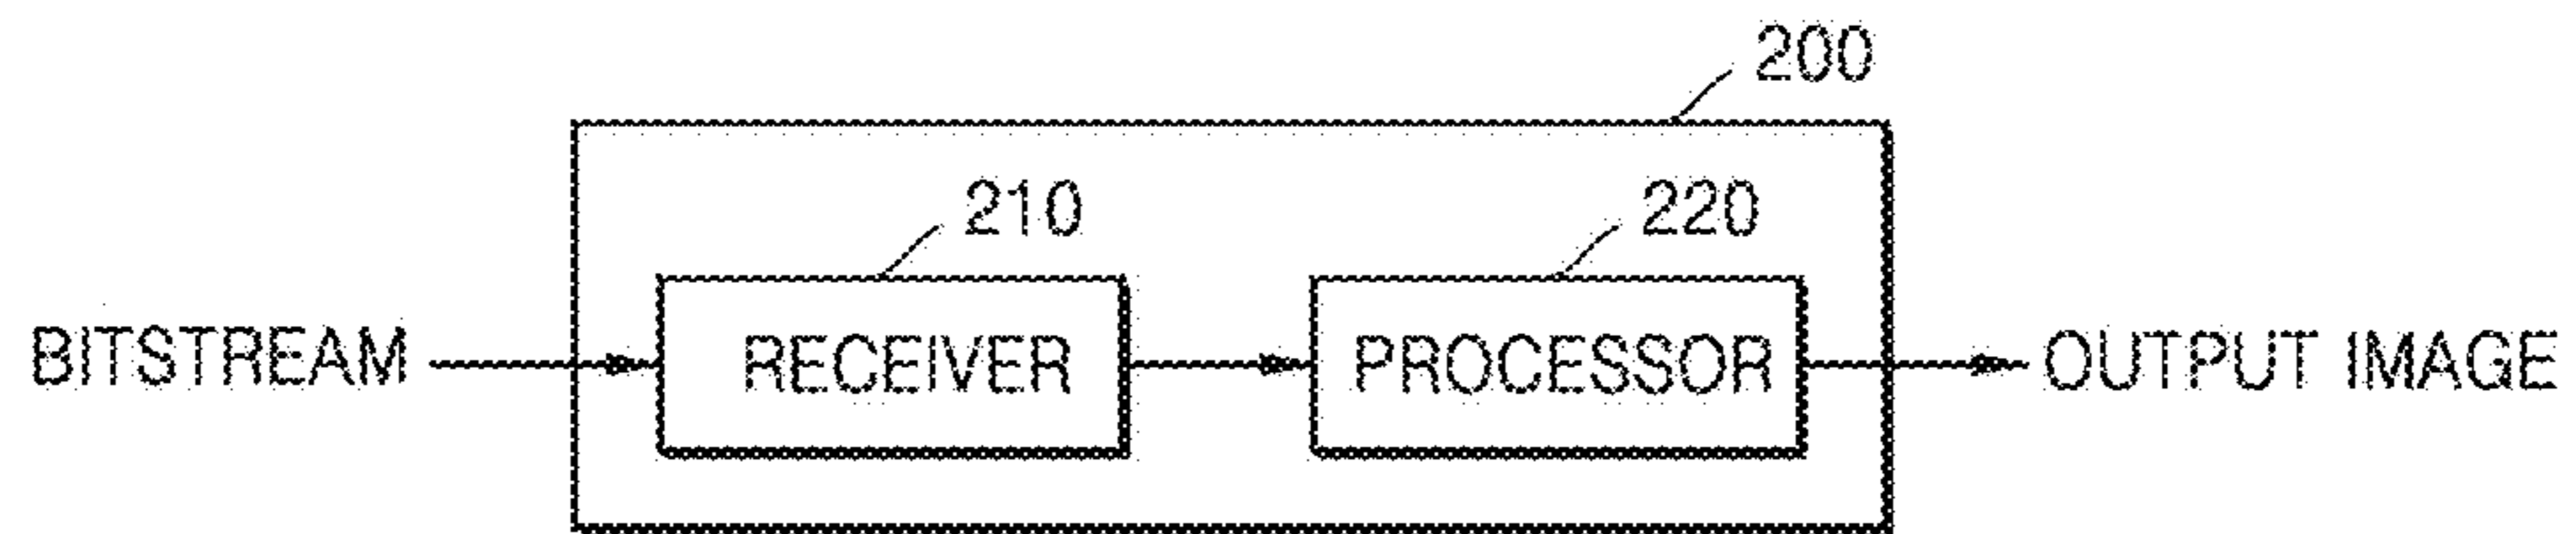 200
210
220
BITSTREAM
RECEIVER
PROCESSOR
OUTPUT IMAGE